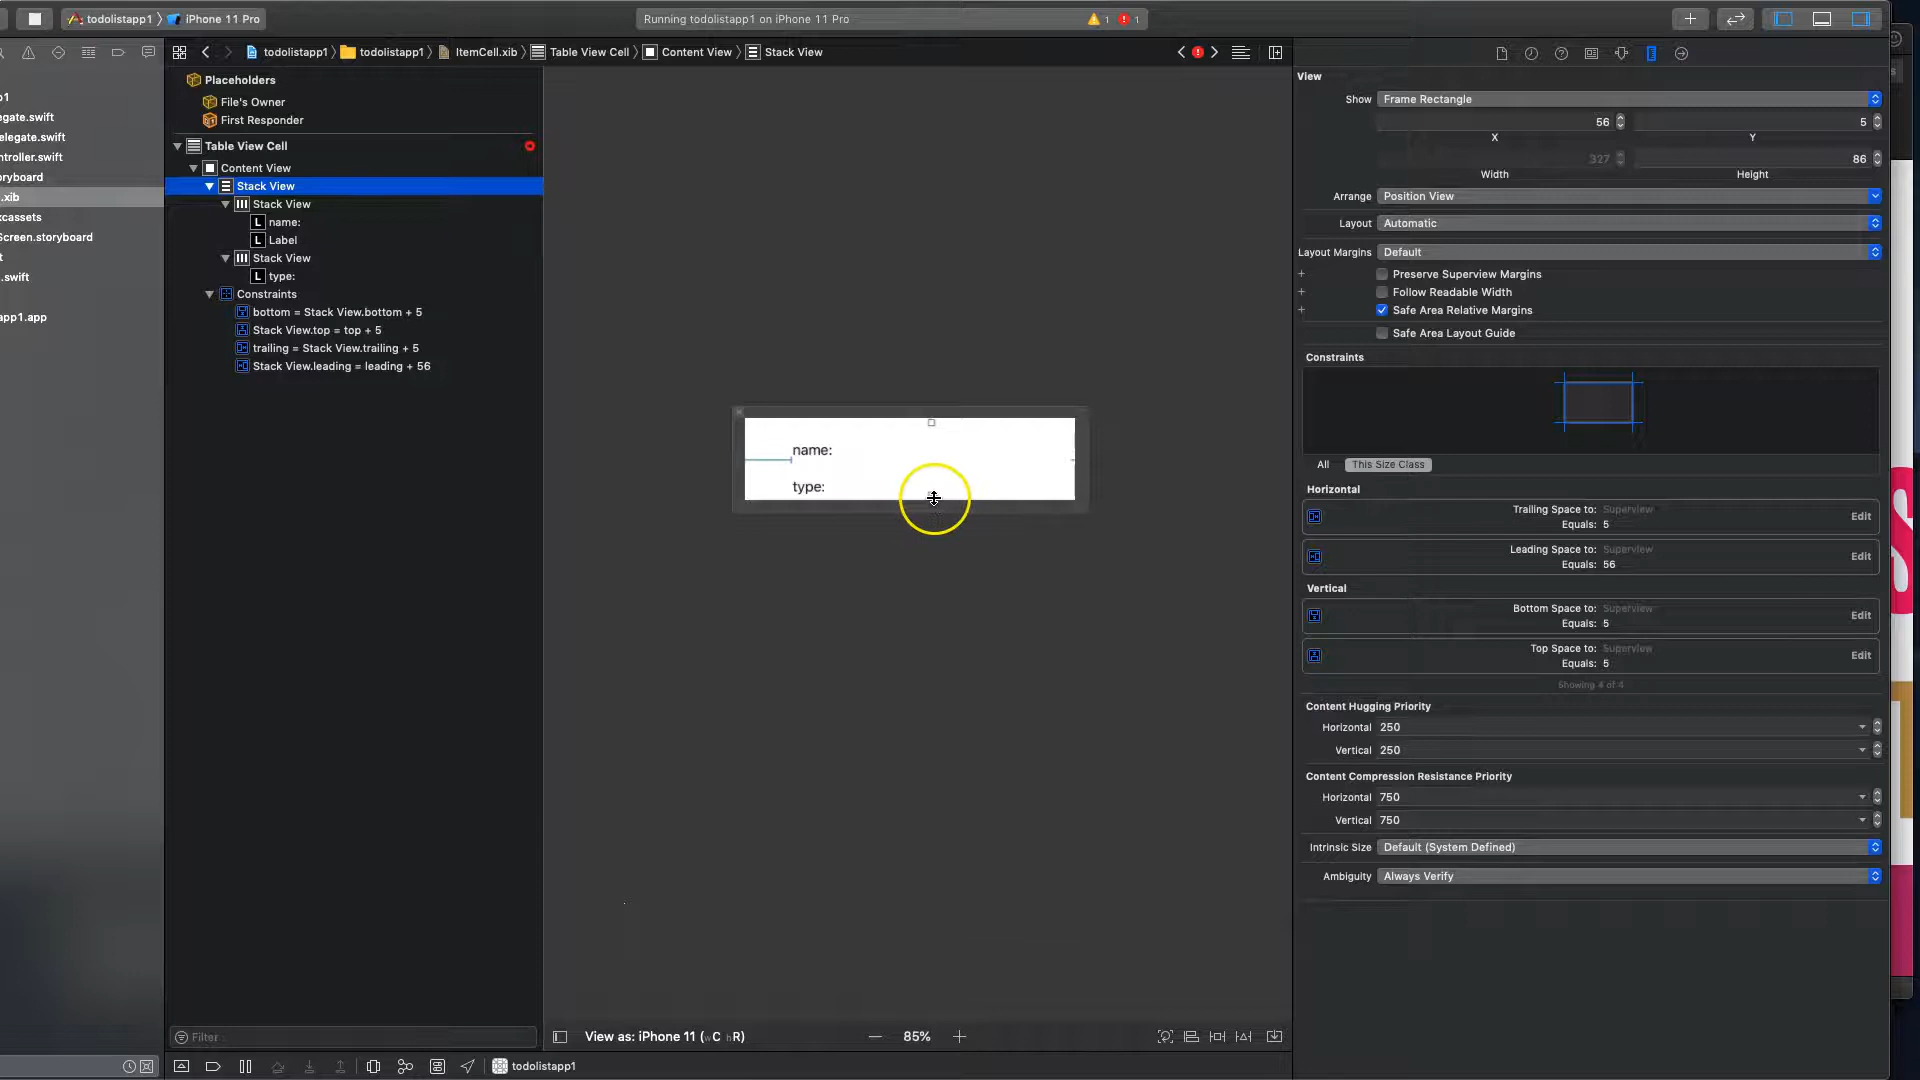 todolistapp1 〉 iPhone 11 Pro
Running todolistapp1 on iPhone 11 Pro
1
1
todolistapp1 〉 todolistapp1 〉 ItemCell.xib 〉 Table View Cell 〉 Content View 〉 Stack View
p1
egate.swift
elegate.swift
ntroller.swift
ryboard
.xib
xcassets
Screen.storyboard
t
.swift
app1.app
Placeholders
File's Owner
First Responder
Table View Cell
Content View
Stack View
Stack View
L name:
L Label
Stack View
L type:
Constraints
bottom = Stack View.bottom + 5
Stack View.top = top + 5
trailing = Stack View.trailing + 5
Stack View.leading = leading + 56
Filter
name:
type:
View as: iPhone 11 (wC hR)
85%
todolistapp1
View
Show Frame Rectangle
56 5
X Y
327 86
Width Height
Arrange Position View
Layout Automatic
Layout Margins Default
Preserve Superview Margins
Follow Readable Width
Safe Area Relative Margins
Safe Area Layout Guide
Constraints
All This Size Class
Horizontal
Trailing Space to: Superview
Equals: 5
Edit
Leading Space to: Superview
Equals: 56
Edit
Vertical
Bottom Space to: Superview
Equals: 5
Edit
Top Space to: Superview
Equals: 5
Edit
Showing 4 of 4
Content Hugging Priority
Horizontal 250
Vertical 250
Content Compression Resistance Priority
Horizontal 750
Vertical 750
Intrinsic Size Default (System Defined)
Ambiguity Always Verify